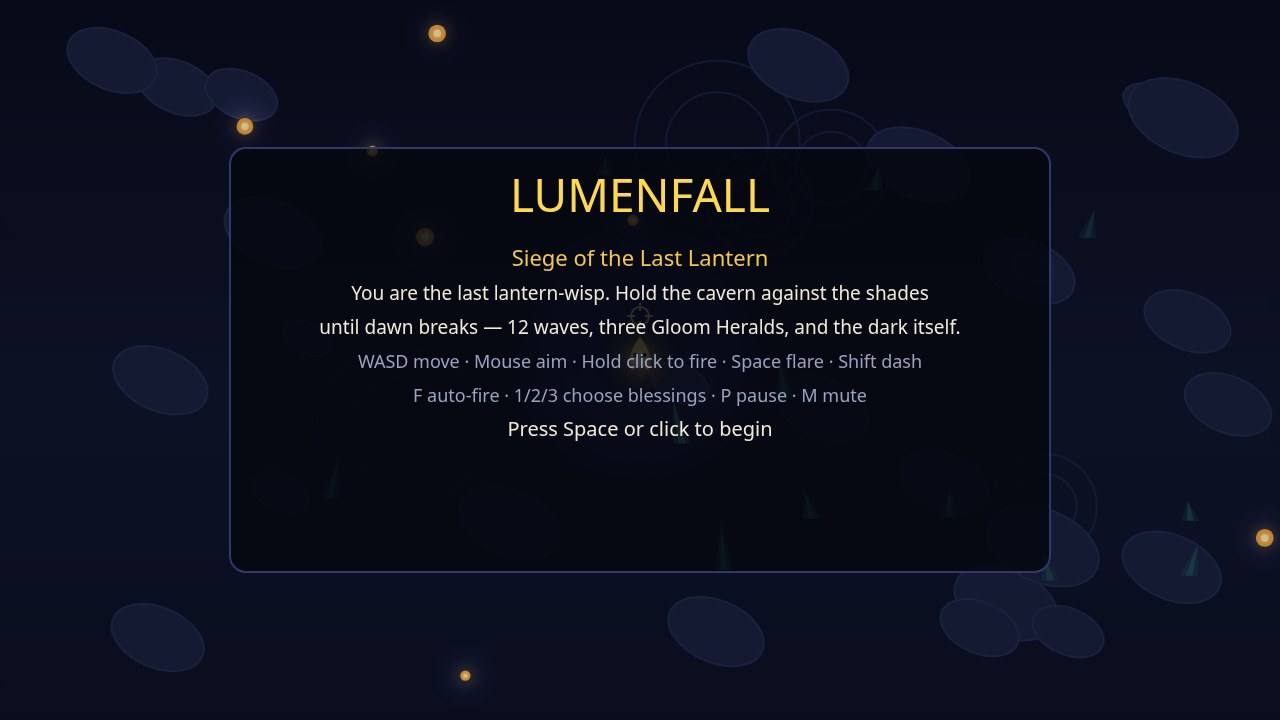 LUMENFALL
Siege of the Last Lantern
You are the last lantern-wisp. Hold the cavern against the shades
until dawn breaks — 12 waves, three Gloom Heralds, and the dark itself.
WASD move · Mouse aim · Hold click to fire · Space flare · Shift dash
F auto-fire · 1/2/3 choose blessings · P pause · M mute
Press Space or click to begin